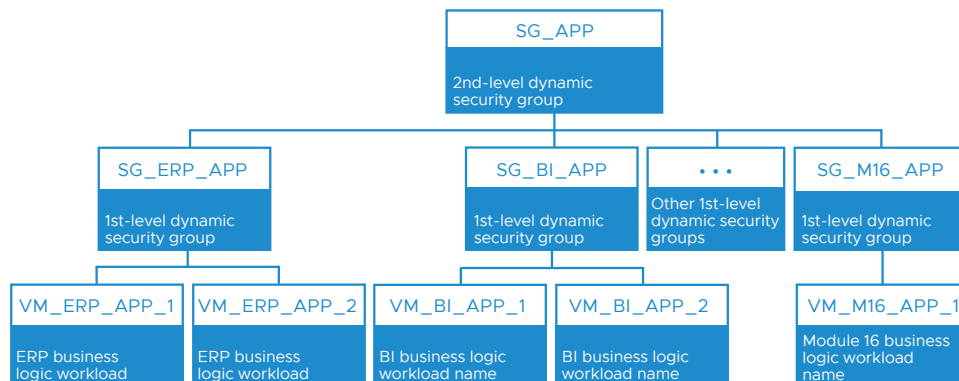 SG_APP
2nd-level dynamic
security group
SG_ERP_APP
1st-level dynamic
security group
SG_BI_APP
1st-level dynamic
security group
...
Other 1st-level
dynamic security
groups
SG_M16_APP
1st-level dynamic
security group
VM_ERP_APP_1
ERP business
logic workload
VM_ERP_APP_2
ERP business
logic workload
VM_BI_APP_1
BI business logic
workload name
VM_BI_APP_2
BI business logic
workload name
VM_M16_APP_1
Module 16 business
logic workload
name